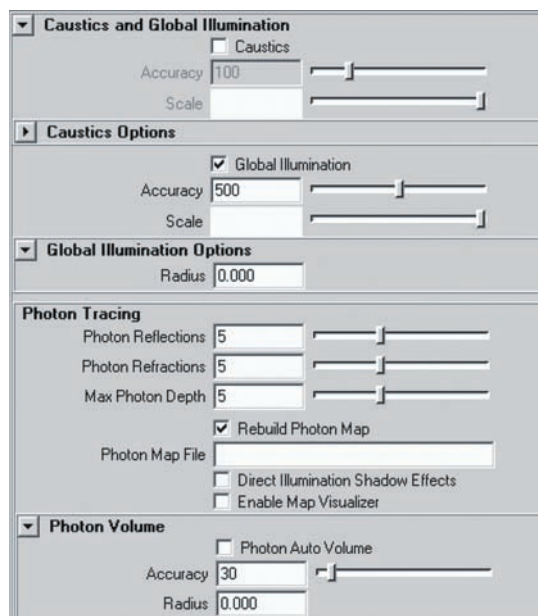 Caustics and Global Illumination
Caustics
Accuracy 100
Scale
Caustics Options
Global Illumination
Accuracy 500
Scale
Global Illumination Options
Radius 0.000
Photon Tracing
Photon Reflections 5
Photon Refractions 5
Max Photon Depth 5
Rebuild Photon Map
Photon Map File
Direct Illumination Shadow Effects
Enable Map Visualizer
Photon Volume
Photon Auto Volume
Accuracy 30
Radius 0.000